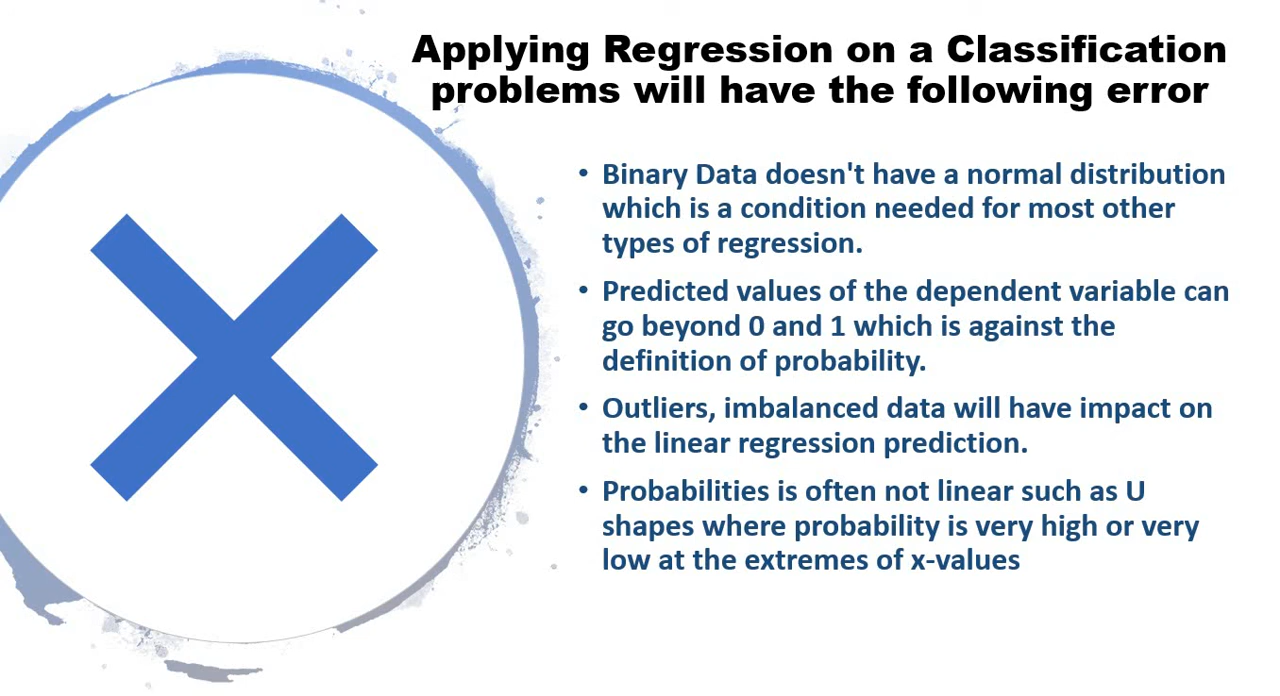 Applying Regression on a Classification
problems will have the following error
• Binary Data doesn't have a normal distribution
which is a condition needed for most other
types of regression.
• Predicted values of the dependent variable can
go beyond 0 and 1 which is against the
definition of probability.
• Outliers, imbalanced data will have impact on
the linear regression prediction.
• Probabilities is often not linear such as U
shapes where probability is very high or very
low at the extremes of x-values